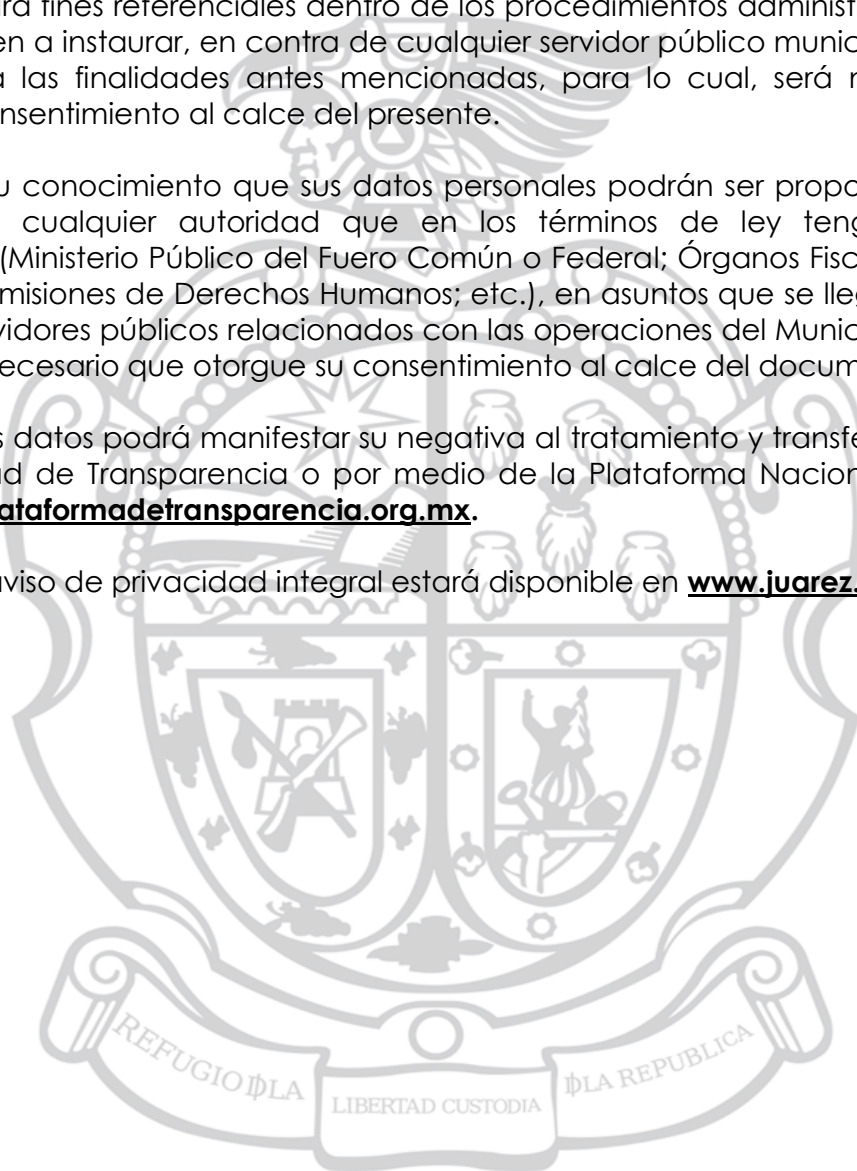 ra fines referenciales dentro de los procedimientos administ
en a instaurar, en contra de cualquier servidor público munic
a las finalidades antes mencionadas, para lo cual, será n
nsentimiento al calce del presente.
u conocimiento que sus datos personales podrán ser propo
cualquier autoridad que en los términos de ley teng
(Ministerio Público del Fuero Común o Federal; Órganos Fisc
misiones de Derechos Humanos; etc.), en asuntos que se lleg
vidores públicos relacionados con las operaciones del Munic
ecesario que otorgue su consentimiento al calce del docum
s datos podrá manifestar su negativa al tratamiento y transfe
ad de Transparencia o por medio de la Plataforma Nacion
ataformadetransparencia.org.mx.
aviso de privacidad integral estará disponible en www.juarez.
REFUGIO DLA
LIBERTAD CUSTODIA
DLA REPUBLICA